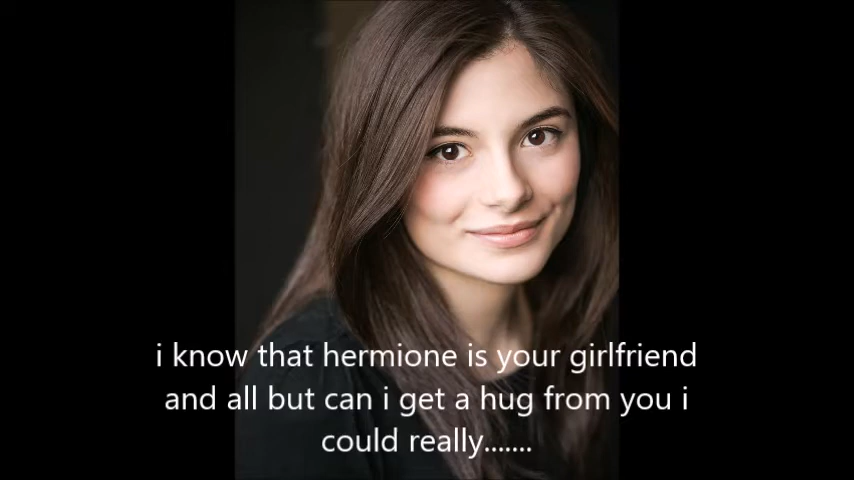 i know that hermione is your girlfriend
and all but can i get a hug from you i
could really.......